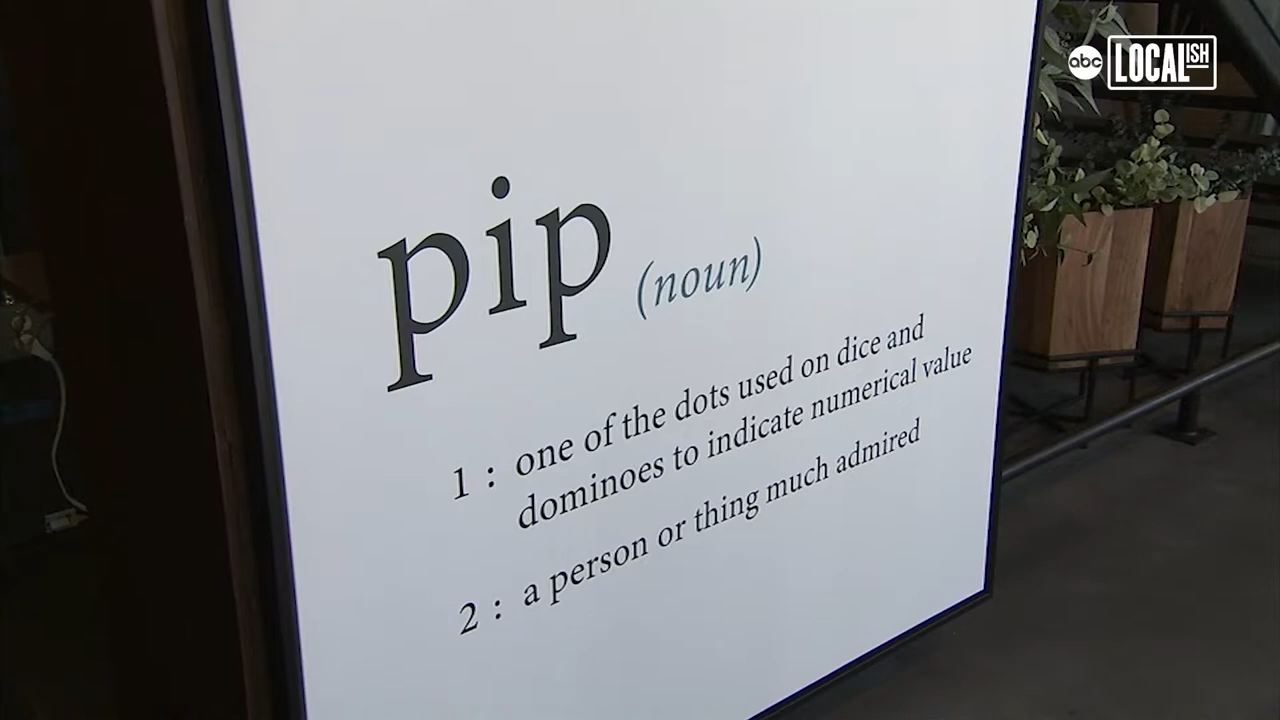 abc LOCALISH
pip (noun)
1 : one of the dots used on dice and
dominoes to indicate numerical value
2 : a person or thing much admired